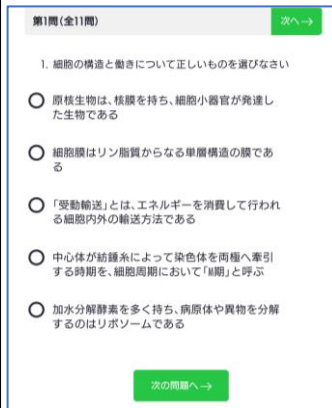 第1問(全11問)
次へ→
1. 細胞の構造と働きについて正しいものを選びなさい
原核生物は、核膜を持ち、細胞小器官が発達し
た生物である
細胞膜はリン脂質からなる単層構造の膜であ
る
「受動輸送」とは、エネルギーを消費して行われ
る細胞内外の輸送方法である
中心体が紡錘糸によって染色体を両極へ牽引
する時期を、細胞周期において「M期」と呼ぶ
加水分解酵素を多く持ち、病原体や異物を分解
するのはリボソームである
次の問題へ→